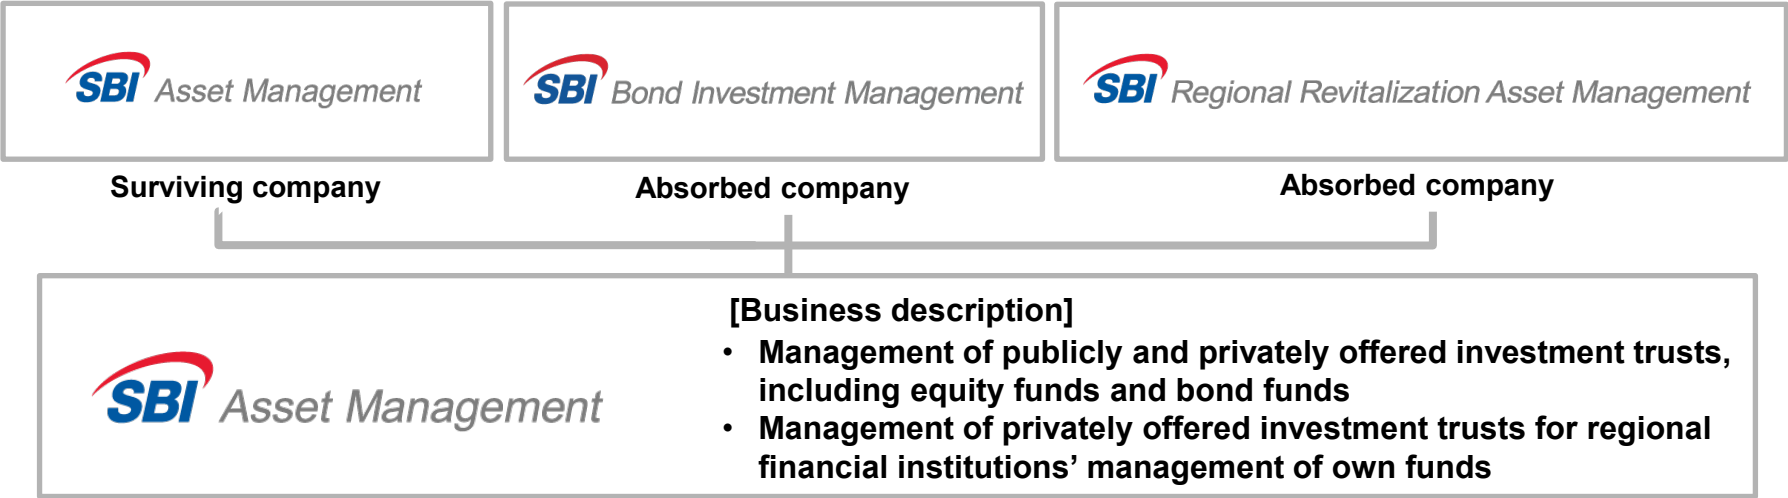 SBI Asset Management
SBI Bond Investment Management
SBI Regional Revitalization Asset Management
Surviving company
Absorbed company
Absorbed company
SBI Asset Management
[Business description]
• Management of publicly and privately offered investment trusts,
including equity funds and bond funds
• Management of privately offered investment trusts for regional
financial institutions’ management of own funds